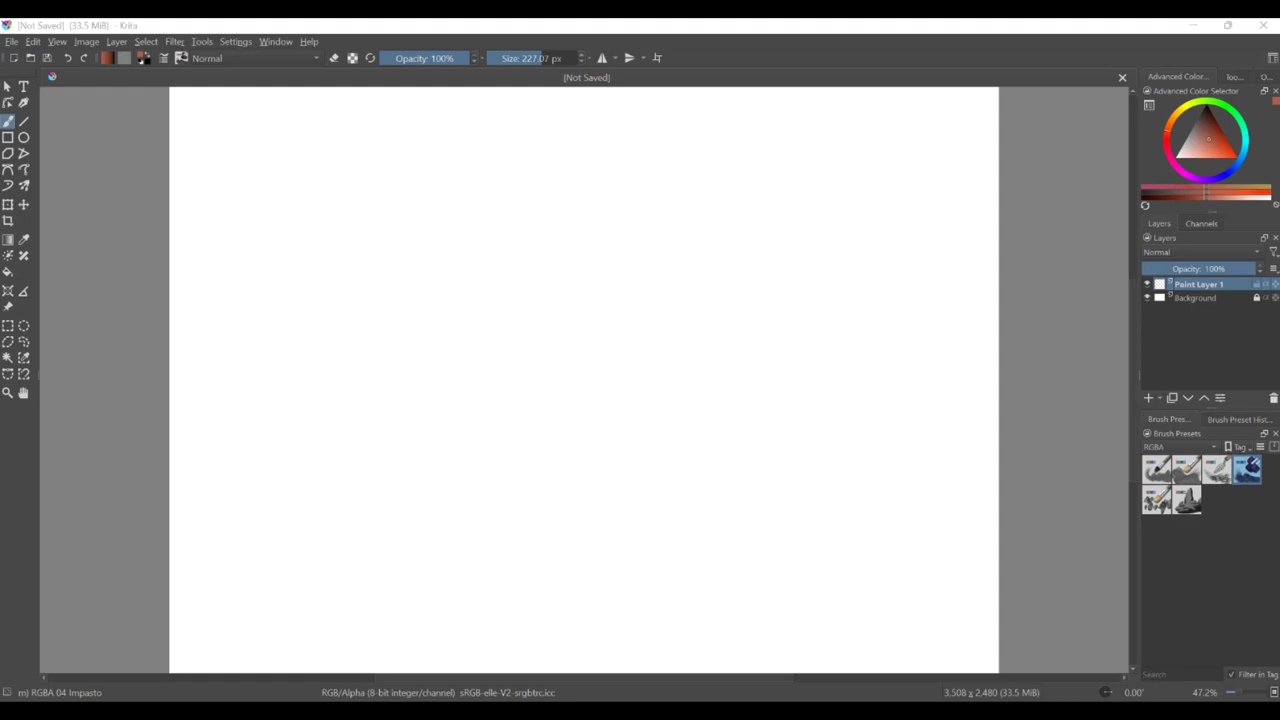 [Not Saved] (33.5 MiB) - Krita
File Edit View Image Layer Select Filter Tools Settings Window Help
Normal Opacity: 100% Size: 227.07 px
[Not Saved]
Advanced Color... Too... O...
Advanced Color Selector
Layers Channels
Layers
Normal
Opacity: 100%
Paint Layer 1
Background
Brush Pres... Brush Preset Hist...
Brush Presets
RGBA Tag
Search Filter in Tag
m) RGBA 04 Impasto RGB/Alpha (8-bit integer/channel) sRGB-elle-V2-srgbtrc.icc 3,508 x 2,480 (33.5 MiB) 0.00° 47.2%